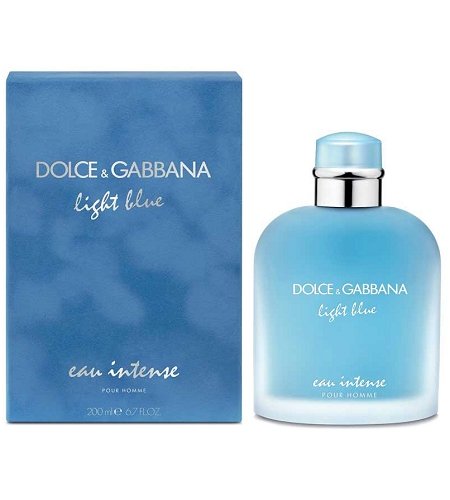 DOLCE & GABBANA
light blue
eau intense
POUR HOMME
200 ml e 6.7 FL.OZ.
DOLCE & GABBANA
light blue
eau intense
POUR HOMME